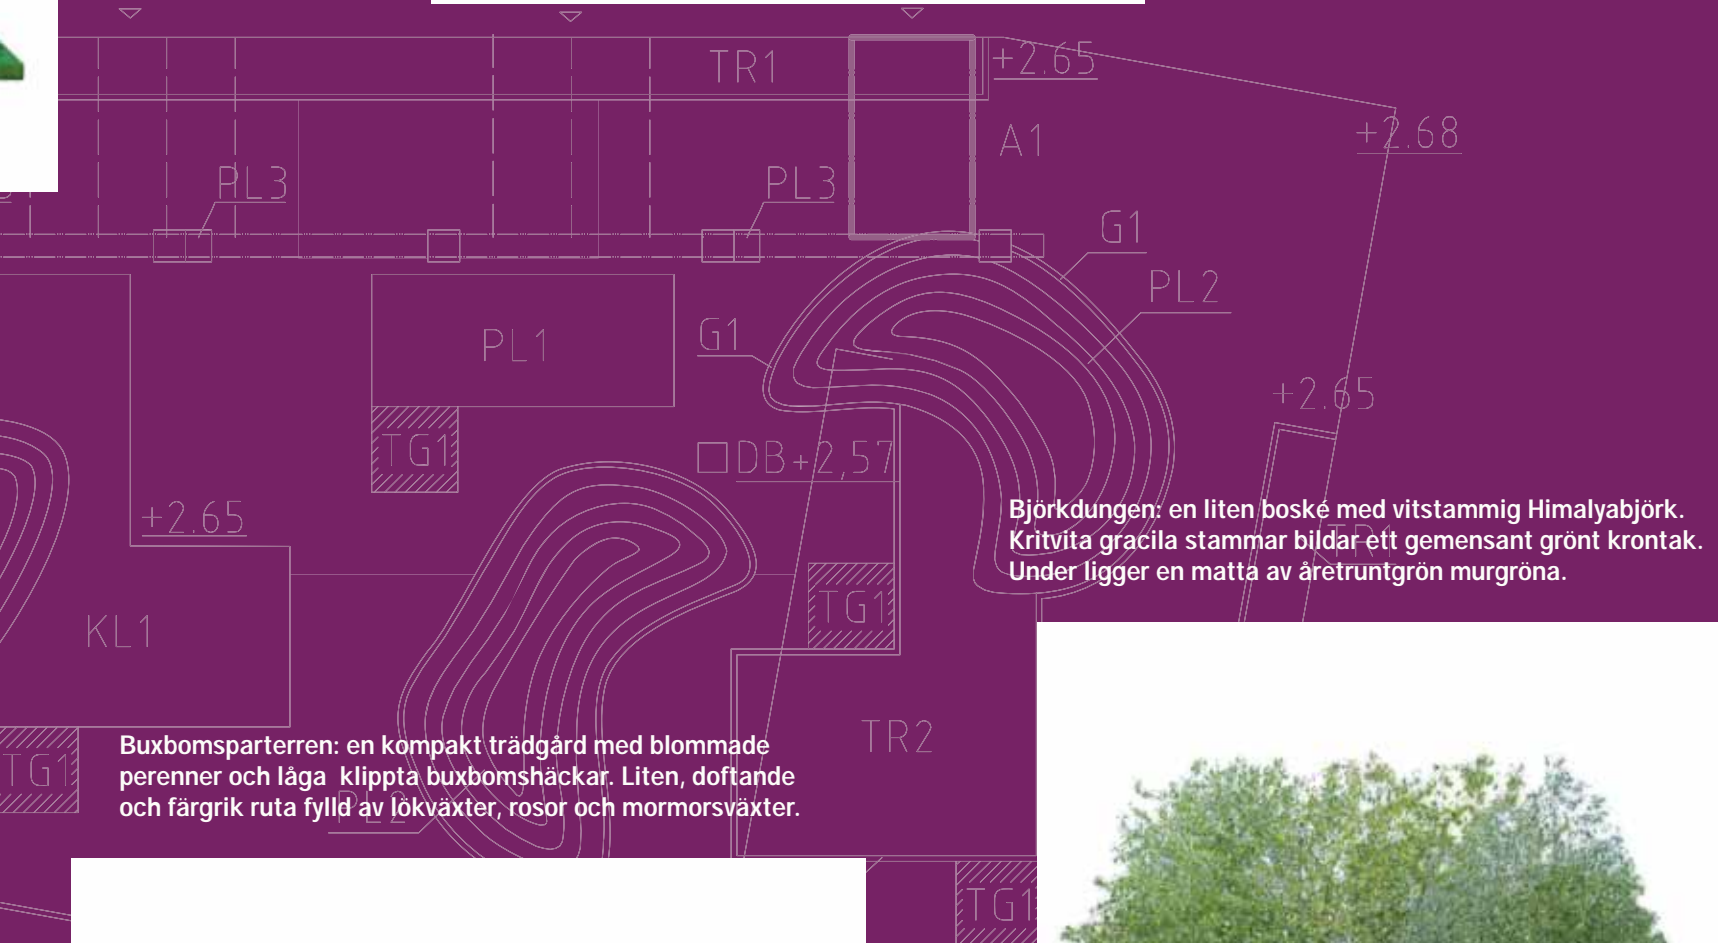 TR1
+2.65
+2.68
A1
PL3
PL3
G1
PL2
G1
PL1
+2.65
TG1
DB+2,57
+2.65
Björkdungen: en liten boské med vitstammig Himalyabjörk.
Kritvita gracila stammar bildar ett gemensant grönt krontak.
Under ligger en matta av åretruntgrön murgröna.
TR1
TG1
KL1
TR2
Buxbomsparterren: en kompakt trädgård med blommade
perenner och låga klippta buxbomshäckar. Liten, doftande
och färgrik ruta fylld av lökväxter, rosor och mormorsväxter.
TG1
PL2
TG1